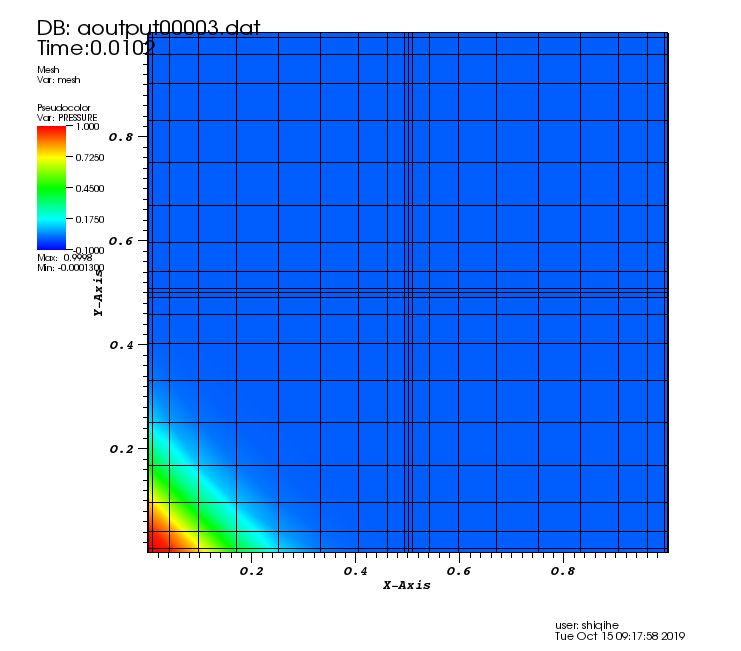 DB: aoutput00003.dat
Time:0.0102
Mesh
Var: mesh
Pseudocolor
Var: PRESSURE
1.000
0.7250
0.4500
0.1750
-0.1000
Max: 0.9998
Min: -0.0001300
Y-Axis
0.8
0.6
0.4
0.2
0.2 0.4 0.6 0.8
X-Axis
user: shiqihe
Tue Oct 15 09:17:58 2019